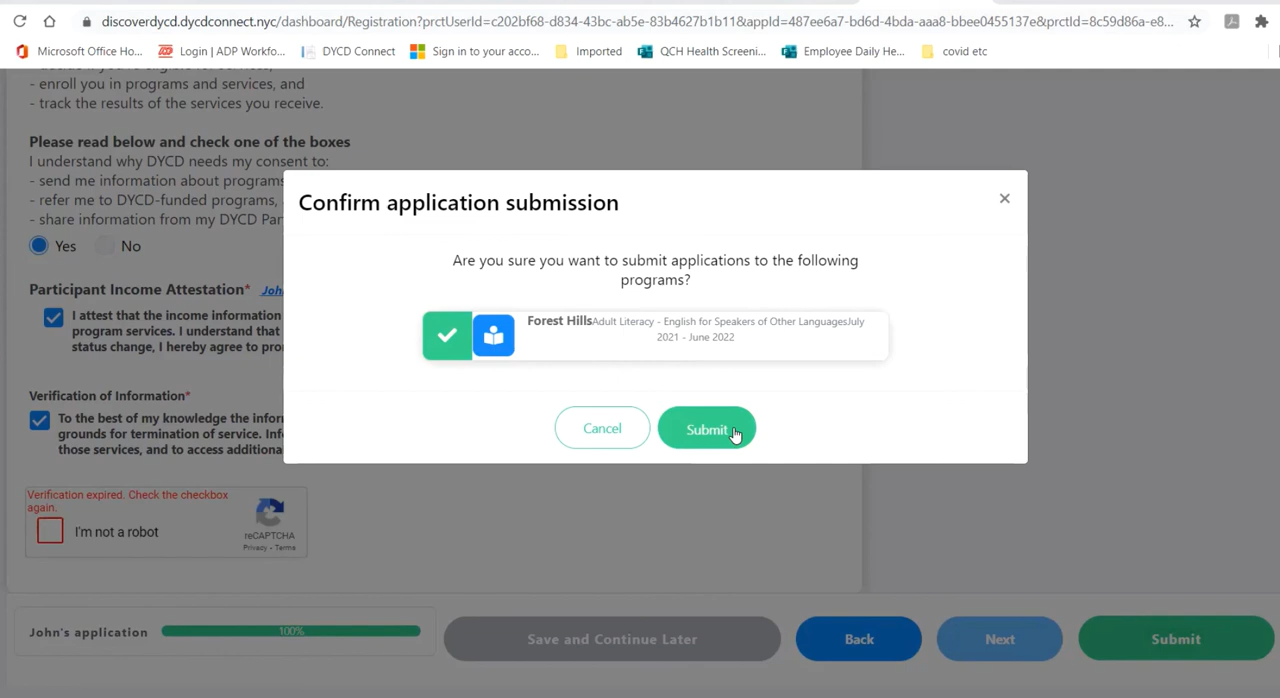 discoverdycd.dycdconnect.nyc/dashboard/Registration?prctUserId=c202bf68-d834-43bc-ab5e-83b4627b1b11&appId=487ee6a7-bd6d-4bda-aaa8-bbee0455137e&prctId=8c59d86a-e8...
Microsoft Office Ho... Login | ADP Workfo... DYCD Connect Sign in to your acco... Imported QCH Health Screeni... Employee Daily He... covid etc
- enroll you in programs and services, and
- track the results of the services you receive.
Please read below and check one of the boxes
I understand why DYCD needs my consent to:
- send me information about programs
- refer me to DYCD-funded programs,
- share information from my DYCD Par
Yes No
Participant Income Attestation* John
I attest that the income information
program services. I understand that
status change, I hereby agree to pro
Verification of Information*
To the best of my knowledge the infor
grounds for termination of service. Inf
those services, and to access additiona
Verification expired. Check the checkbox
again.
I'm not a robot
reCAPTCHA
Privacy - Terms
Confirm application submission
Are you sure you want to submit applications to the following
programs?
Forest HillsAdult Literacy - English for Speakers of Other LanguagesJuly
2021 - June 2022
Cancel Submit
John's application 100% Save and Continue Later Back Next Submit